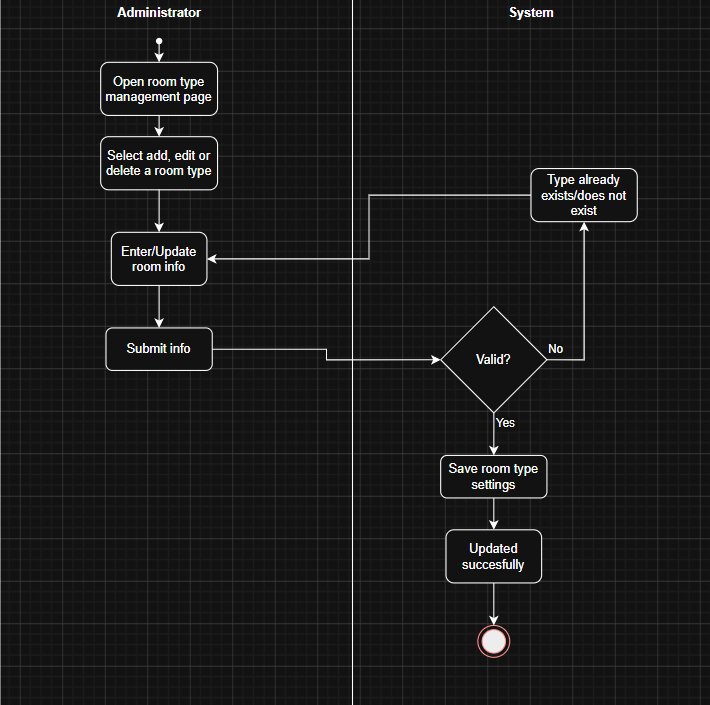 Administrator
System
Open room type
management page
Select add, edit or
delete a room type
Type already
exists/does not
exist
Enter/Update
room info
Submit info
Valid?
No
Yes
Save room type
settings
Updated
succesfully